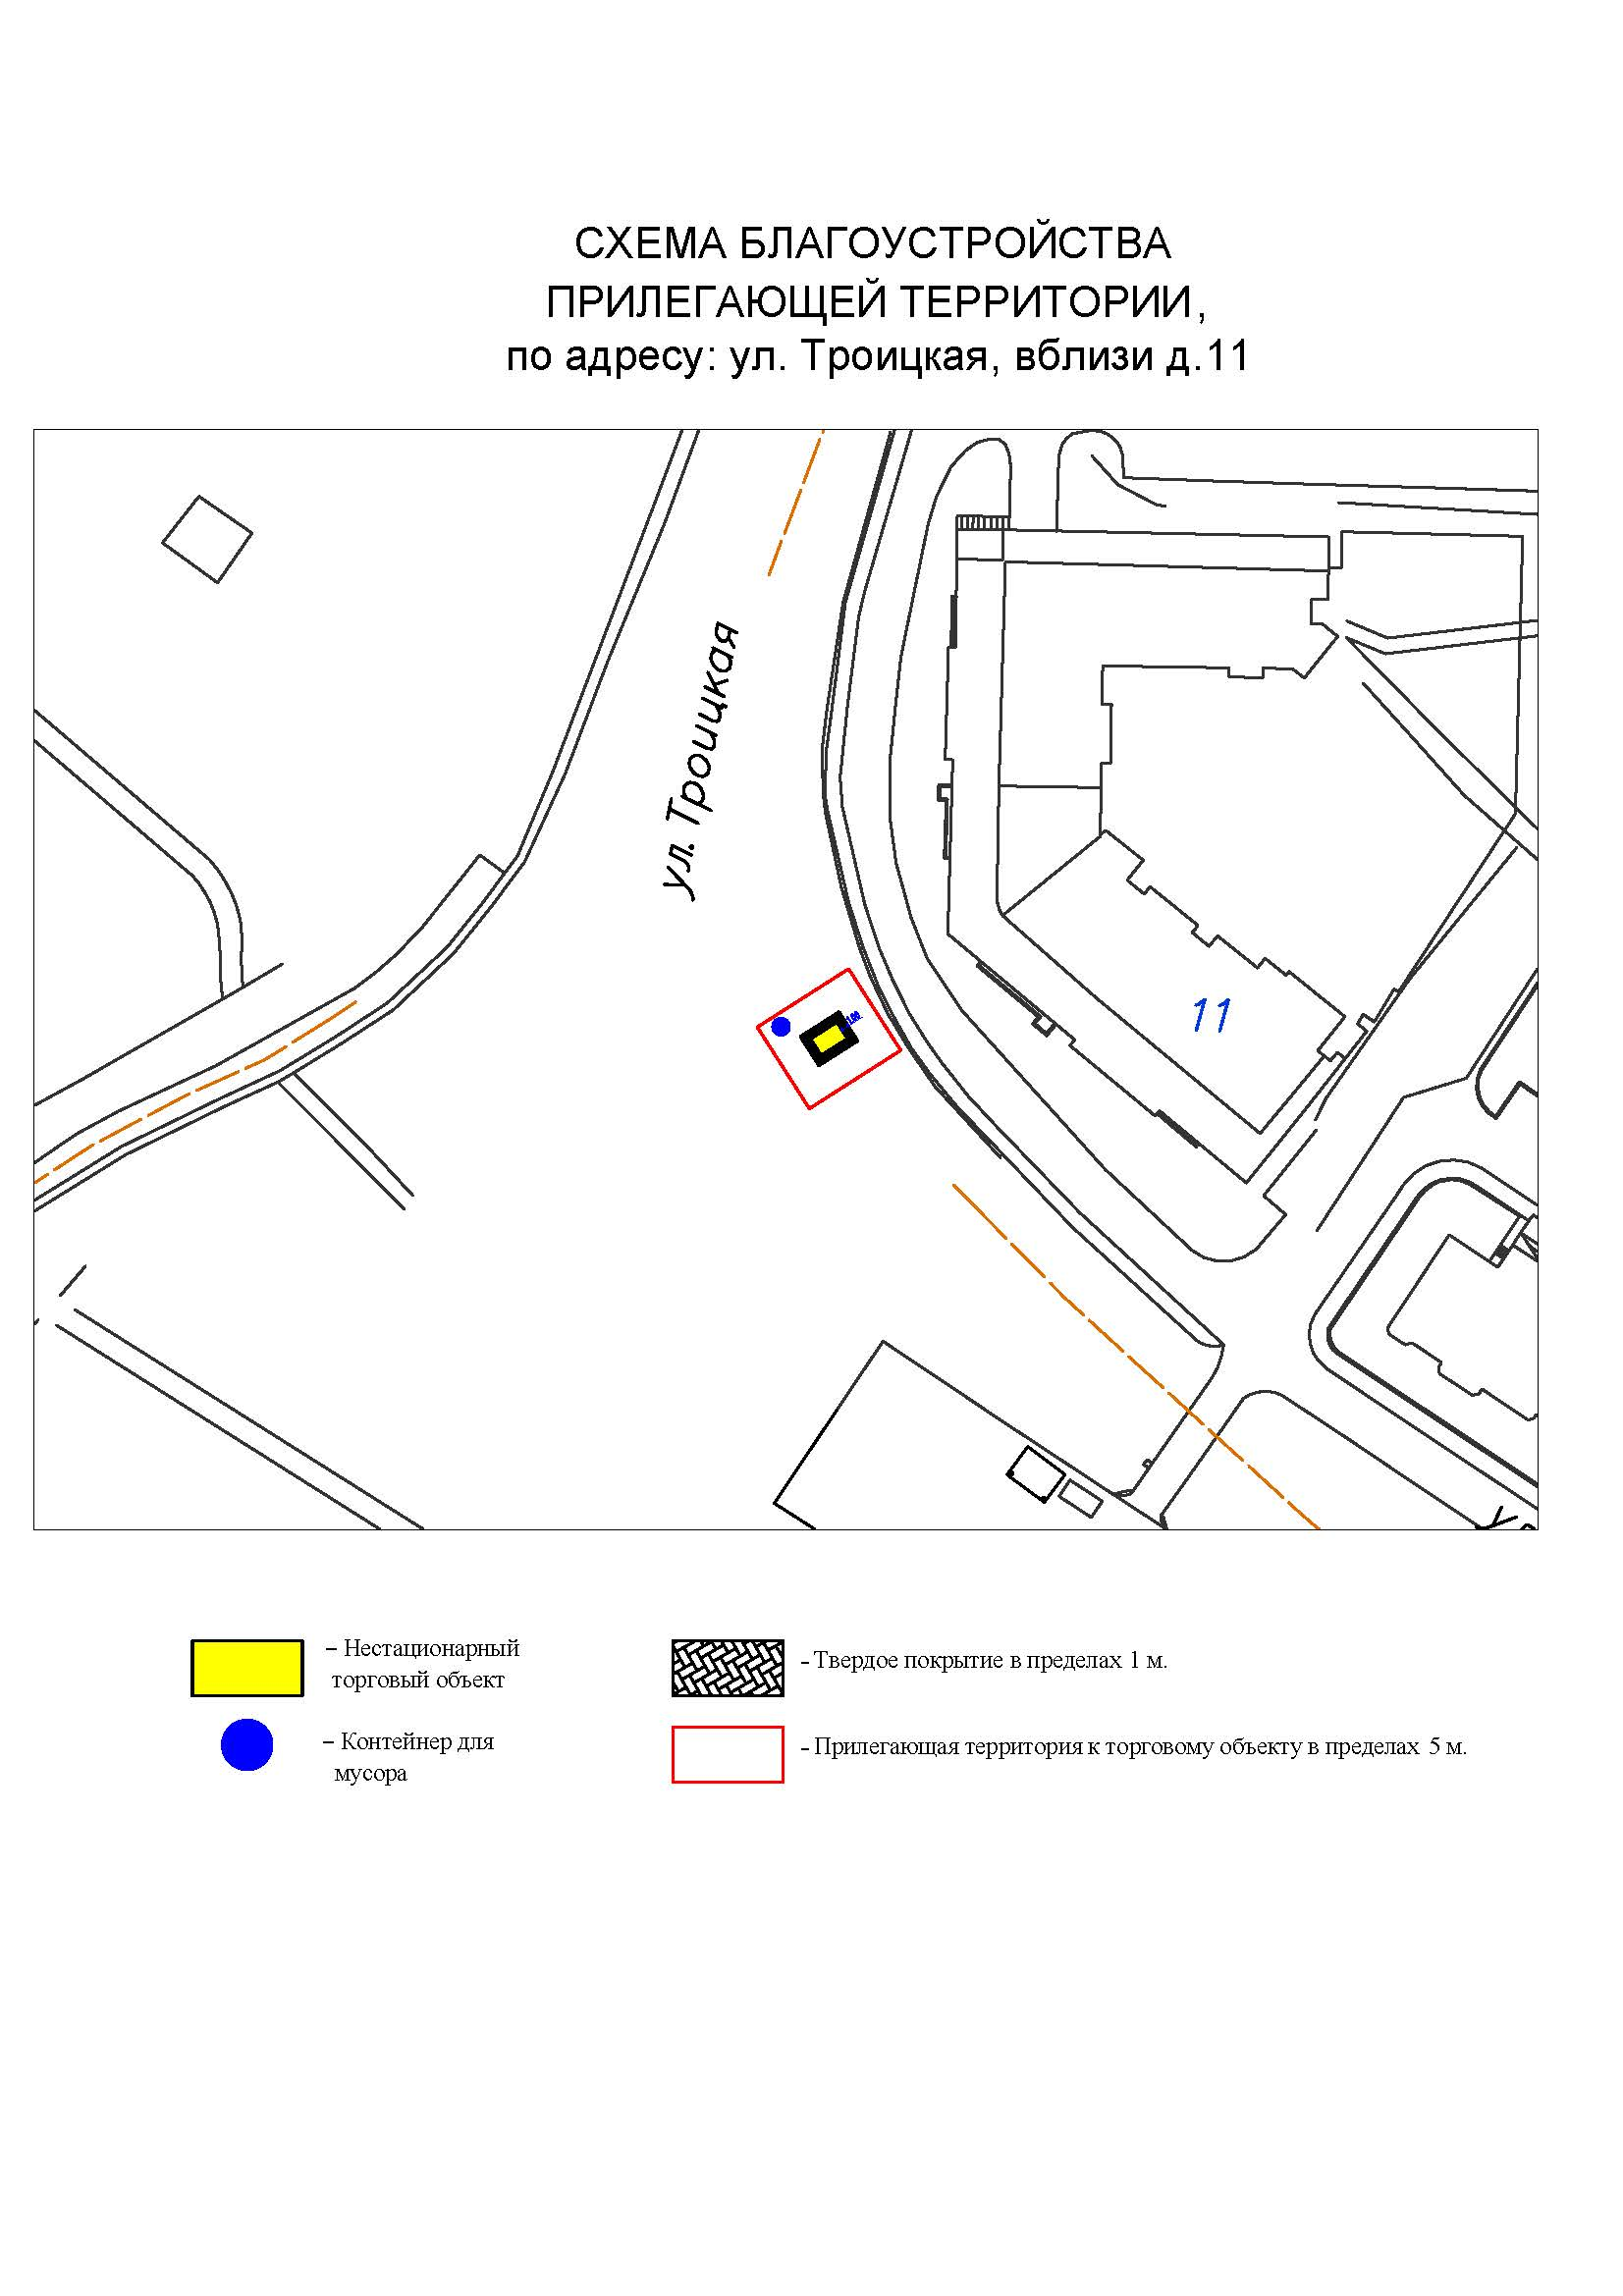 СХЕМА БЛАГОУСТРОЙСТВА
ПРИЛЕГАЮЩЕЙ ТЕРРИТОРИИ,
по адресу: ул. Троицкая, вблизи д.11
ул. Троицкая
11
– Нестационарный
торговый объект
– Твердое покрытие в пределах 1 м.
– Контейнер для
мусора
– Прилегающая территория к торговому объекту в пределах 5 м.